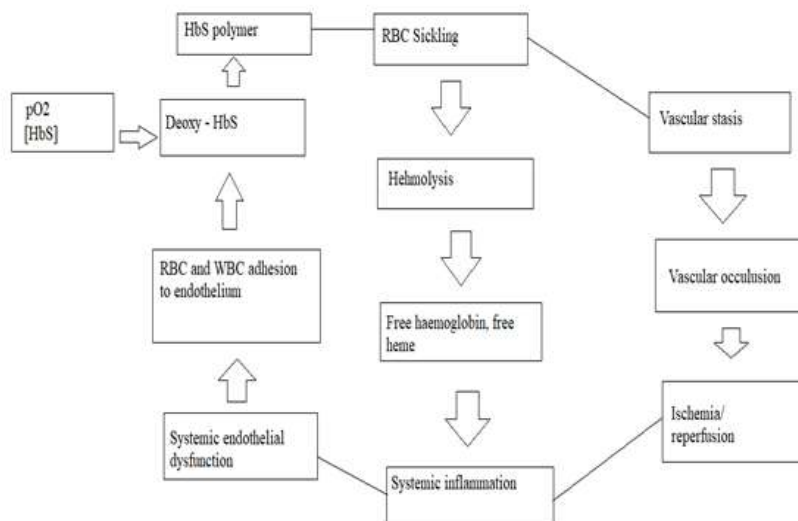 HbS polymer
RBC Sickling
pO2
[HbS]
Deoxy - HbS
Vascular stasis
Hehmolysis
RBC and WBC adhesion
to endothelium
Vascular occulusion
Free haemoglobin, free
heme
Systemic endothelial
dysfunction
Ischemia/
reperfusion
Systemic inflammation